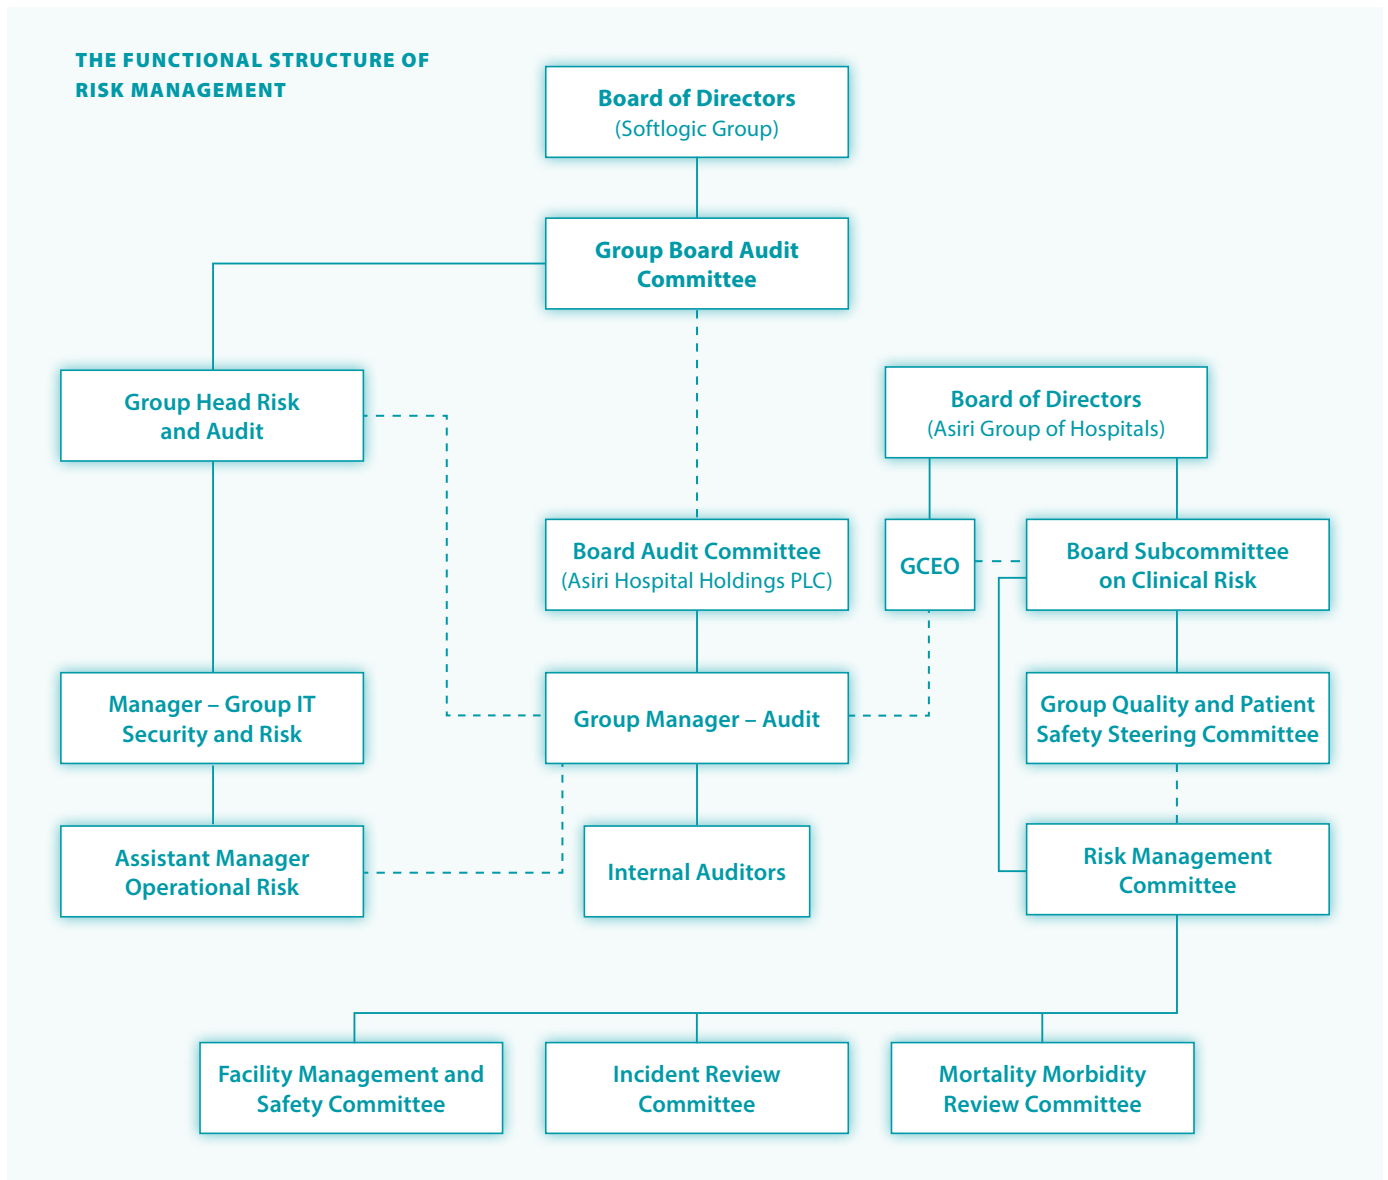 THE FUNCTIONAL STRUCTURE OF
RISK MANAGEMENT
Board of Directors
(Softlogic Group)
Group Board Audit
Committee
Group Head Risk
and Audit
Board of Directors
(Asiri Group of Hospitals)
Board Audit Committee
(Asiri Hospital Holdings PLC)
GCEO
Board Subcommittee
on Clinical Risk
Manager – Group IT
Security and Risk
Group Manager – Audit
Group Quality and Patient
Safety Steering Committee
Assistant Manager
Operational Risk
Internal Auditors
Risk Management
Committee
Facility Management and
Safety Committee
Incident Review
Committee
Mortality Morbidity
Review Committee